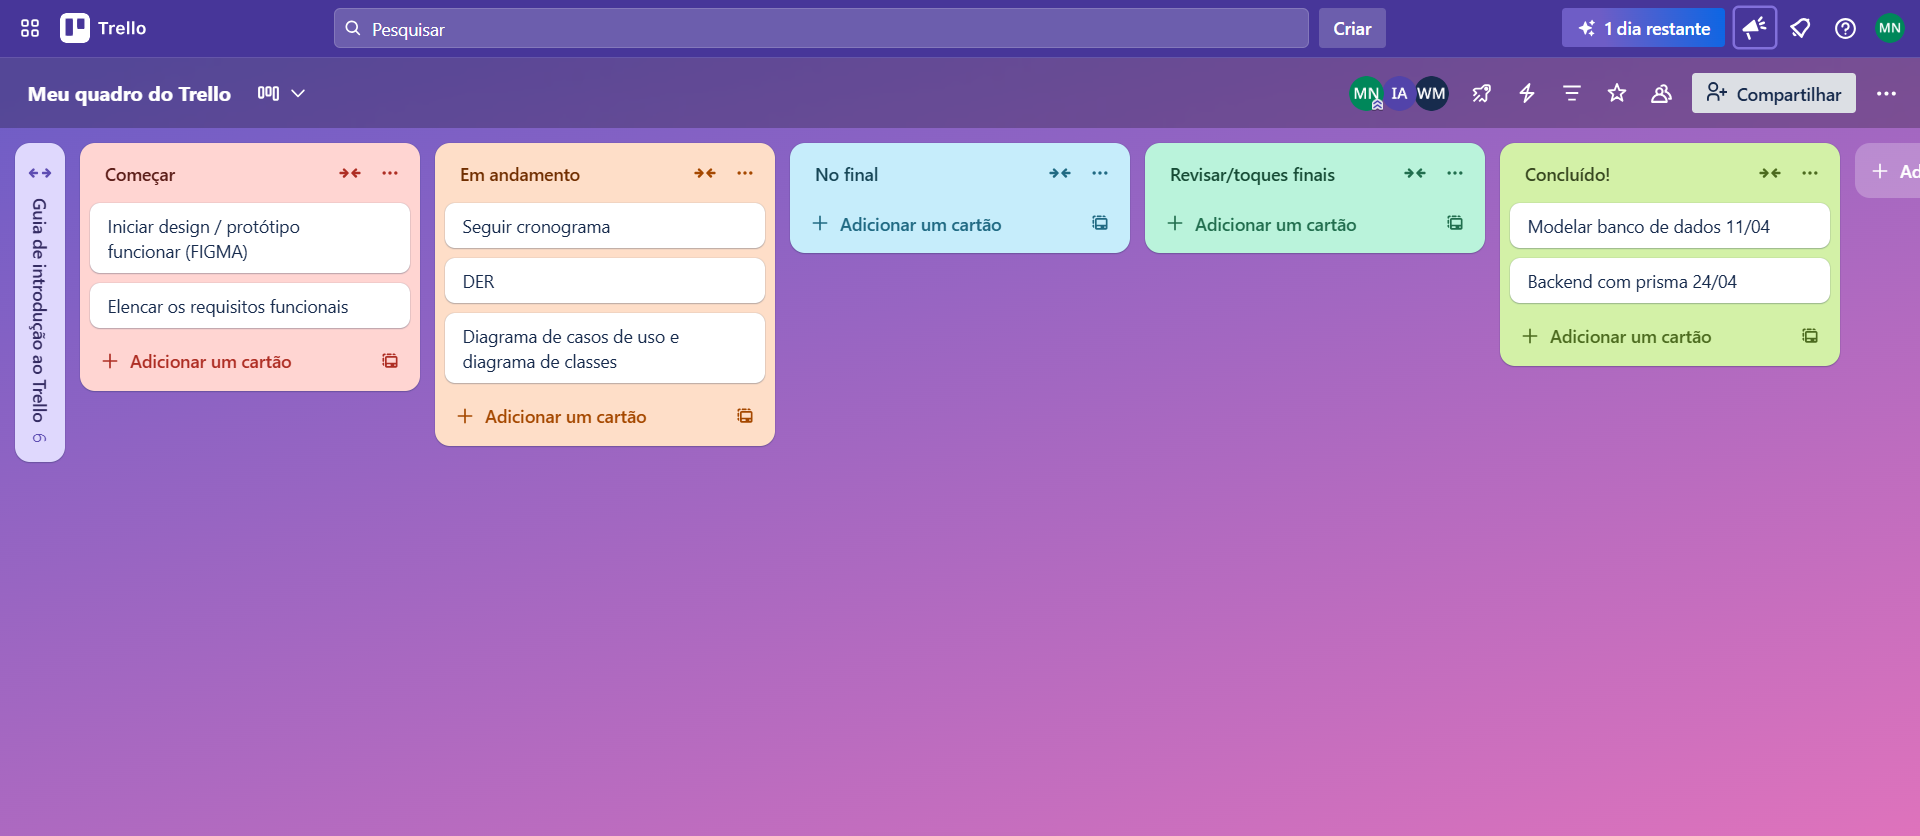 Trello
Pesquisar
Criar
1 dia restante
MN
Meu quadro do Trello
MN
IA
WM
Compartilhar
Guia de introdução ao Trello 6
Começar
Iniciar design / protótipo
funcionar (FIGMA)
Elencar os requisitos funcionais
Adicionar um cartão
Em andamento
Seguir cronograma
DER
Diagrama de casos de uso e
diagrama de classes
Adicionar um cartão
No final
Adicionar um cartão
Revisar/toques finais
Adicionar um cartão
Concluído!
Modelar banco de dados 11/04
Backend com prisma 24/04
Adicionar um cartão
Ad